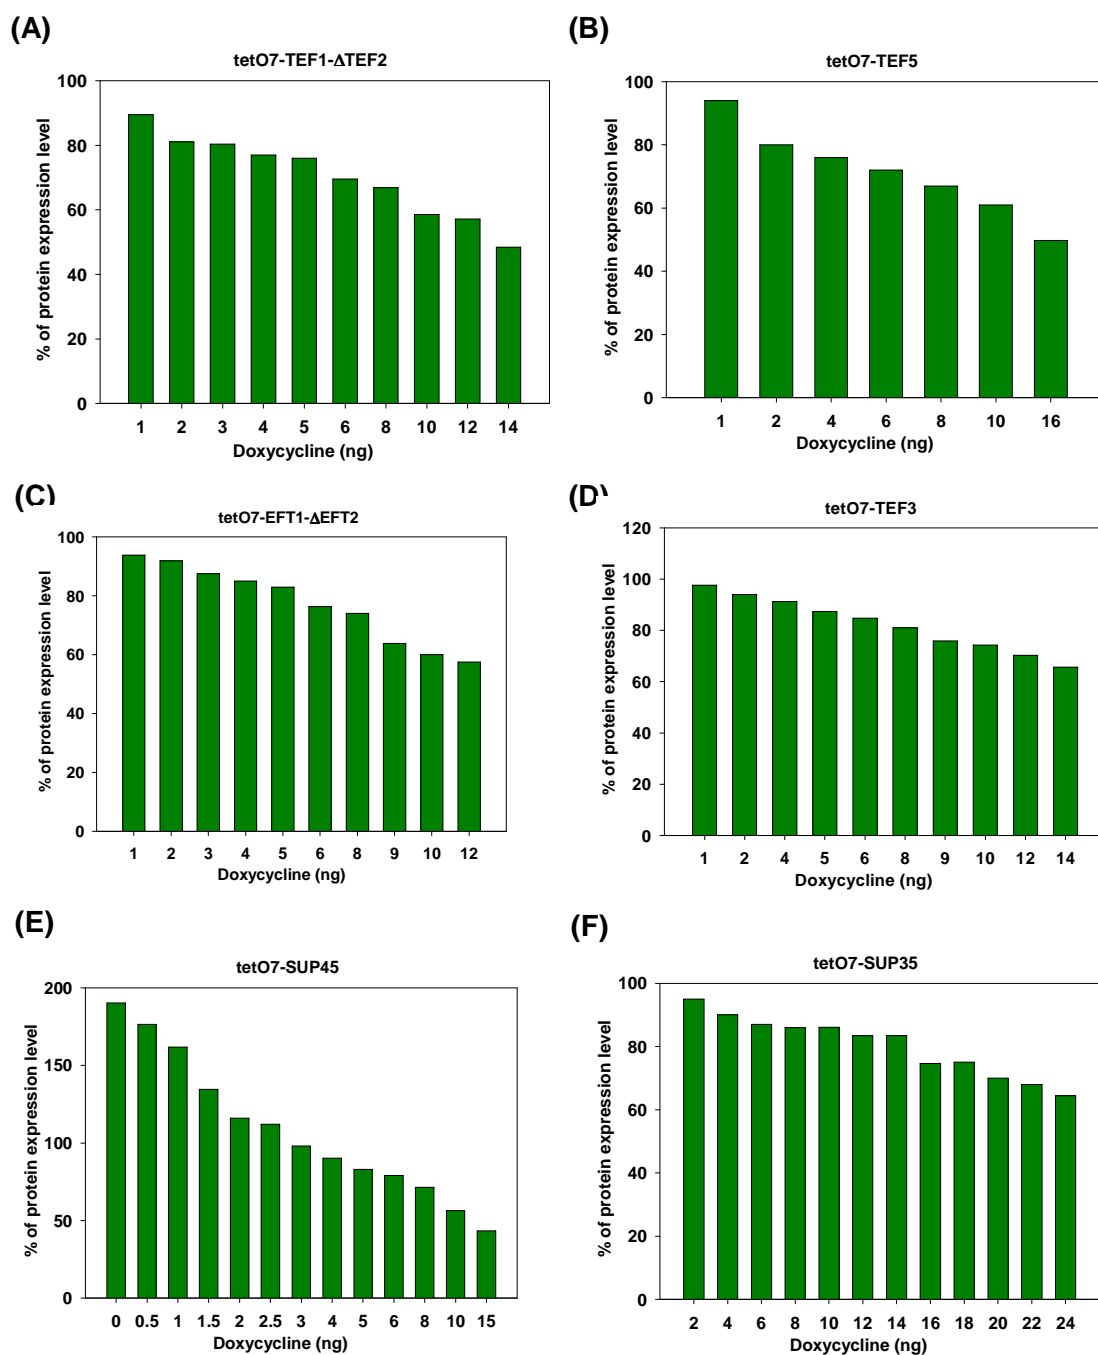 (A)
tetO7-TEF1-ΔTEF2
% of protein expression level
100
80
60
40
20
0
1 2 3 4 5 6 8 10 12 14
Doxycycline (ng)
(B)
tetO7-TEF5
% of protein expression level
100
80
60
40
20
0
1 2 4 6 8 10 16
Doxycycline (ng)
(C)
tetO7-EFT1-ΔEFT2
% of protein expression level
100
80
60
40
20
0
1 2 3 4 5 6 8 9 10 12
Doxycycline (ng)
(D)
tetO7-TEF3
% of protein expression level
120
100
80
60
40
20
0
1 2 4 5 6 8 9 10 12 14
Doxycycline (ng)
(E)
tetO7-SUP45
% of protein expression level
200
150
100
50
0
0 0.5 1 1.5 2 2.5 3 4 5 6 8 10 15
Doxycycline (ng)
(F)
tetO7-SUP35
% of protein expression level
100
80
60
40
20
0
2 4 6 8 10 12 14 16 18 20 22 24
Doxycycline (ng)